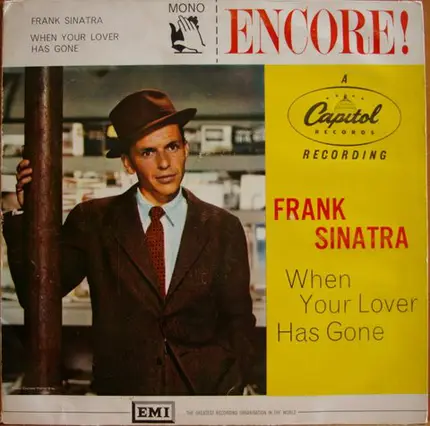 FRANK SINATRA
WHEN YOUR LOVER
HAS GONE
MONO
ENCORE!
A
Capitol
RECORDS
RECORDING
FRANK
SINATRA
When
Your Lover
Has Gone
EMI
THE GREATEST RECORDING ORGANISATION IN THE WORLD